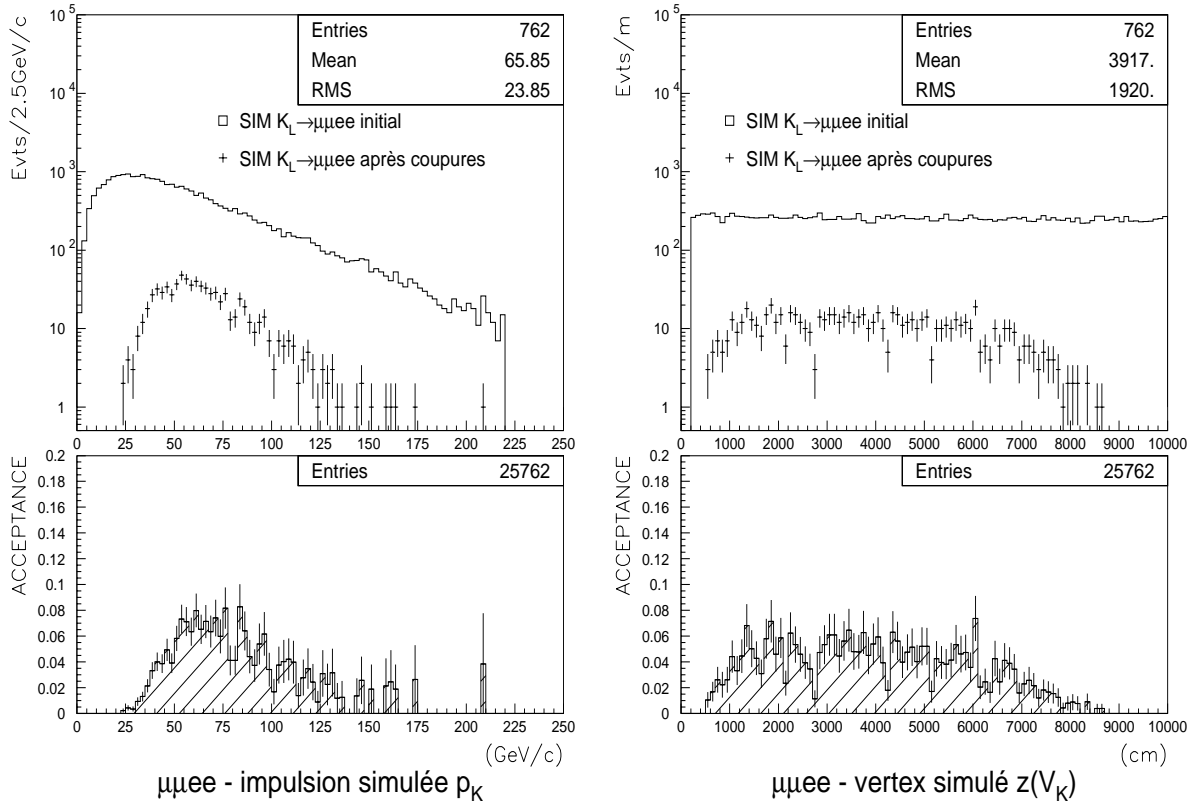 Evts/2.5GeV/c
10^5
10^4
10^3
10^2
10
1
Entries 762
Mean 65.85
RMS 23.85
SIM K_L→µµee initial
SIM K_L→µµee après coupures
0 25 50 75 100 125 150 175 200 225 250
Evts/m
10^5
10^4
10^3
10^2
10
1
Entries 762
Mean 3917.
RMS 1920.
SIM K_L→µµee initial
SIM K_L→µµee après coupures
0 1000 2000 3000 4000 5000 6000 7000 8000 9000 10000
ACCEPTANCE
0.2
0.18
0.16
0.14
0.12
0.1
0.08
0.06
0.04
0.02
0
Entries 25762
0 25 50 75 100 125 150 175 200 225 250
(GeV/c)
µµee - impulsion simulée p_K
ACCEPTANCE
0.2
0.18
0.16
0.14
0.12
0.1
0.08
0.06
0.04
0.02
0
Entries 25762
0 1000 2000 3000 4000 5000 6000 7000 8000 9000 10000
(cm)
µµee - vertex simulé z(V_K)